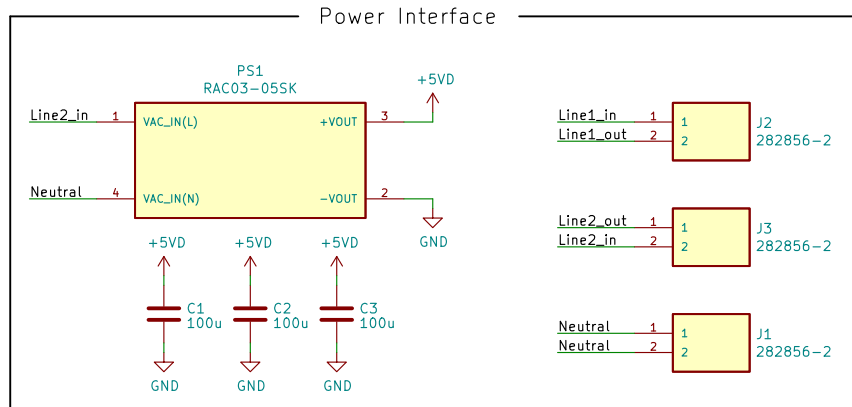 Power Interface
PS1
RAC03-05SK
+5VD
Line2_in 1 VAC_IN(L) +VOUT 3
Neutral 4 VAC_IN(N) -VOUT 2
GND
+5VD +5VD +5VD
C1 100u
C2 100u
C3 100u
GND GND GND
Line1_in 1 1
Line1_out 2 2
J2
282856-2
Line2_out 1 1
Line2_in 2 2
J3
282856-2
Neutral 1 1
Neutral 2 2
J1
282856-2